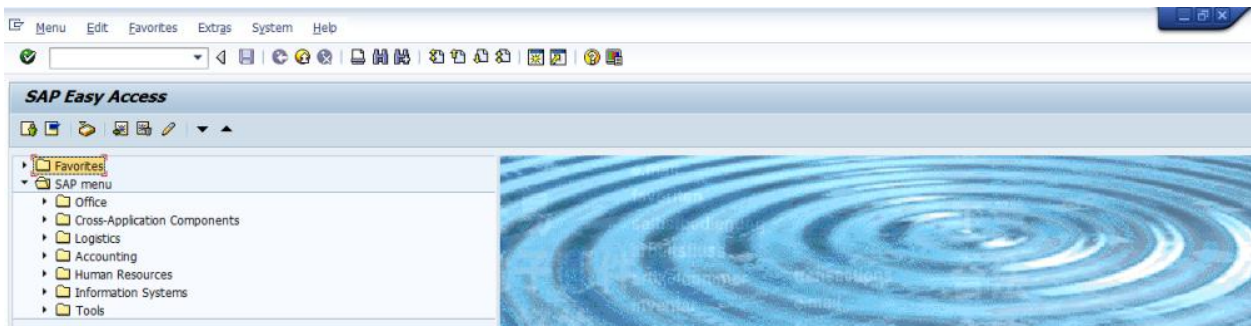 Menu Edit Favorites Extras System Help
SAP Easy Access
Favorites
SAP menu
Office
Cross-Application Components
Logistics
Accounting
Human Resources
Information Systems
Tools